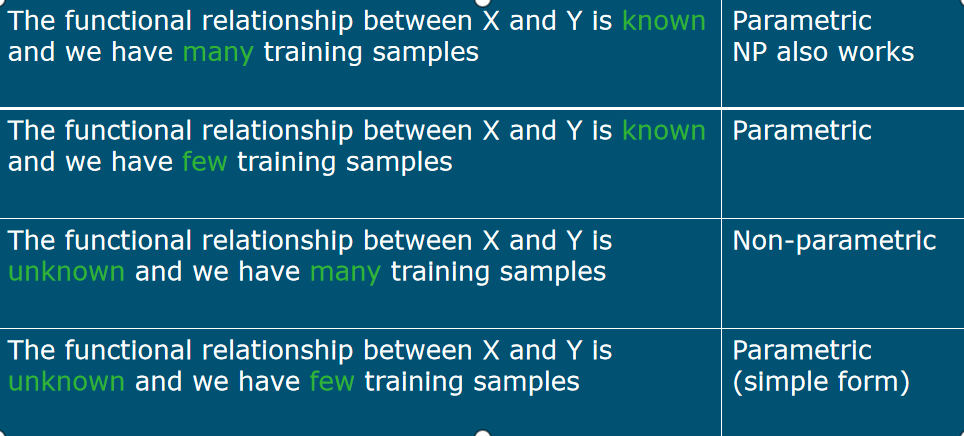 The functional relationship between X and Y is known
and we have many training samples
Parametric
NP also works
The functional relationship between X and Y is known
and we have few training samples
Parametric
The functional relationship between X and Y is
unknown and we have many training samples
Non-parametric
The functional relationship between X and Y is
unknown and we have few training samples
Parametric
(simple form)